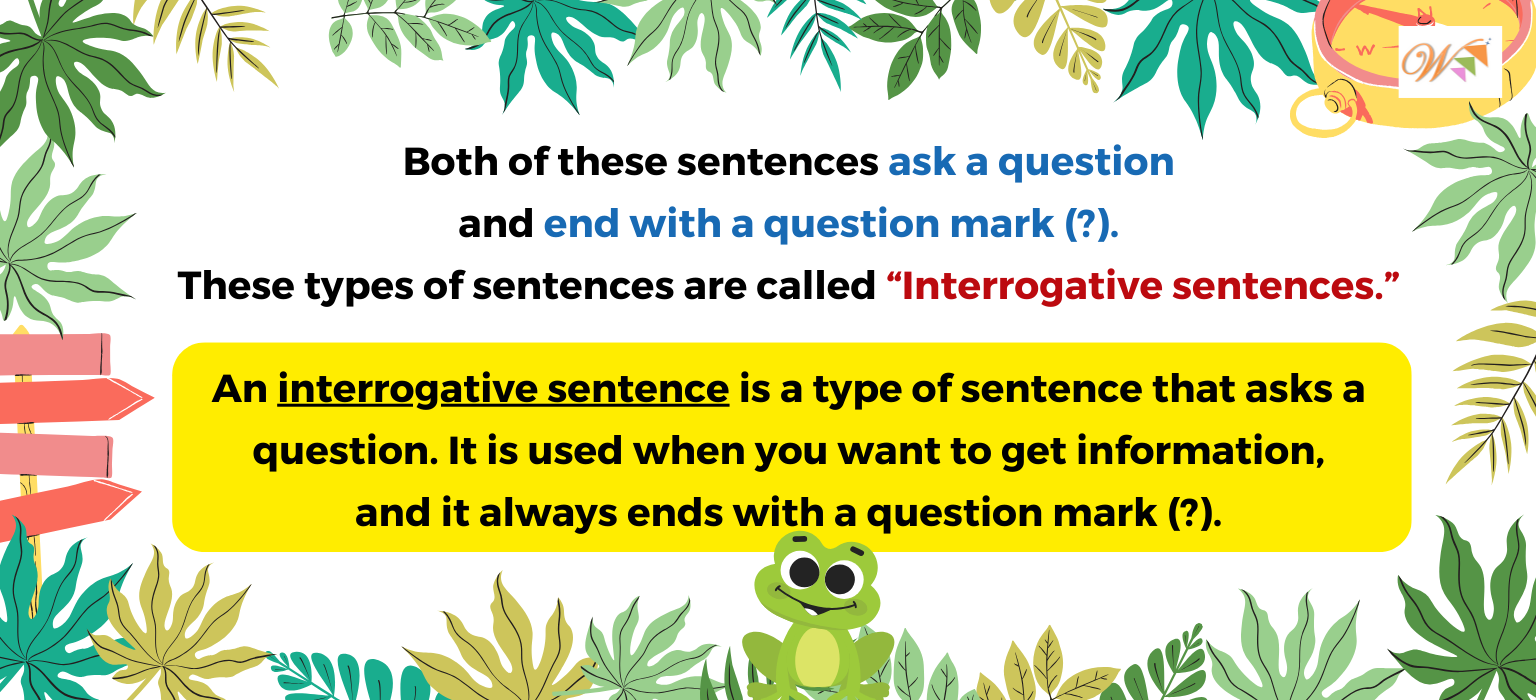 W
W
Both of these sentences ask a question
and end with a question mark (?).
These types of sentences are called “Interrogative sentences.”
An interrogative sentence is a type of sentence that asks a
question. It is used when you want to get information,
and it always ends with a question mark (?).